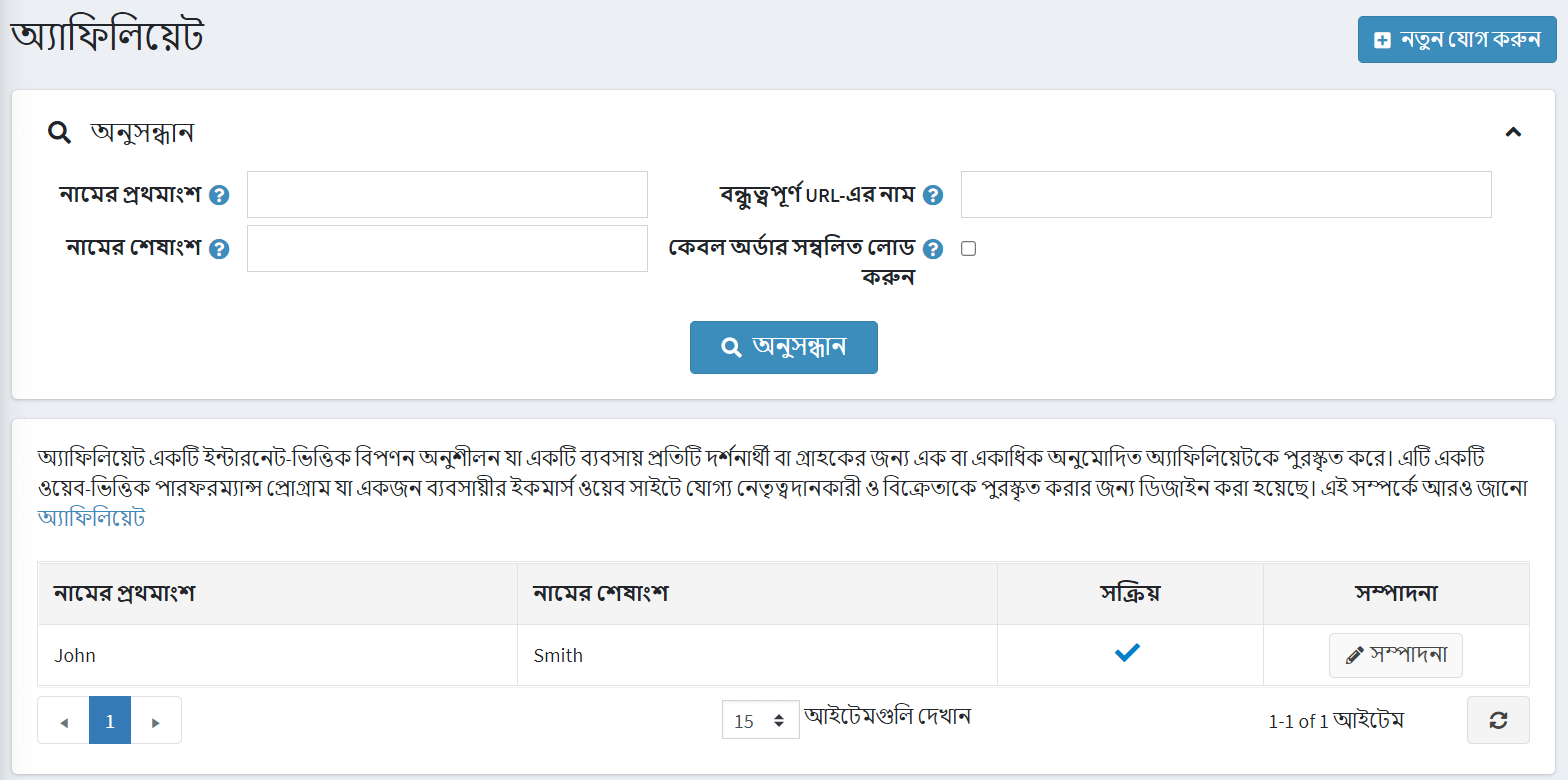 অ্যাফিলিয়েট
নতুন যোগ করুন
অনুসন্ধান
নামের প্রথমাংশ
বন্ধুত্বপূর্ণ URL-এর নাম
নামের শেষাংশ
কেবল অর্ডার সম্বলিত লোড
করুন
অনুসন্ধান
অ্যাফিলিয়েট একটি ইন্টারনেট-ভিত্তিক বিপণন অনুশীলন যা একটি ব্যবসায় প্রতিটি দর্শনার্থী বা গ্রাহকের জন্য এক বা একাধিক অনুমোদিত অ্যাফিলিয়েটকে পুরস্কৃত করে। এটি একটি
ওয়েব-ভিত্তিক পারফরম্যান্স প্রোগ্রাম যা একজন ব্যবসায়ীর ইকমার্স ওয়েব সাইটে যোগ্য নেতৃত্বদানকারী ও বিক্রেতাকে পুরস্কৃত করার জন্য ডিজাইন করা হয়েছে। এই সম্পর্কে আরও জানো
অ্যাফিলিয়েট
নামের প্রথমাংশ নামের শেষাংশ সক্রিয় সম্পাদনা
John Smith সম্পাদনা
1 15 আইটেমগুলি দেখান 1-1 of 1 আইটেম